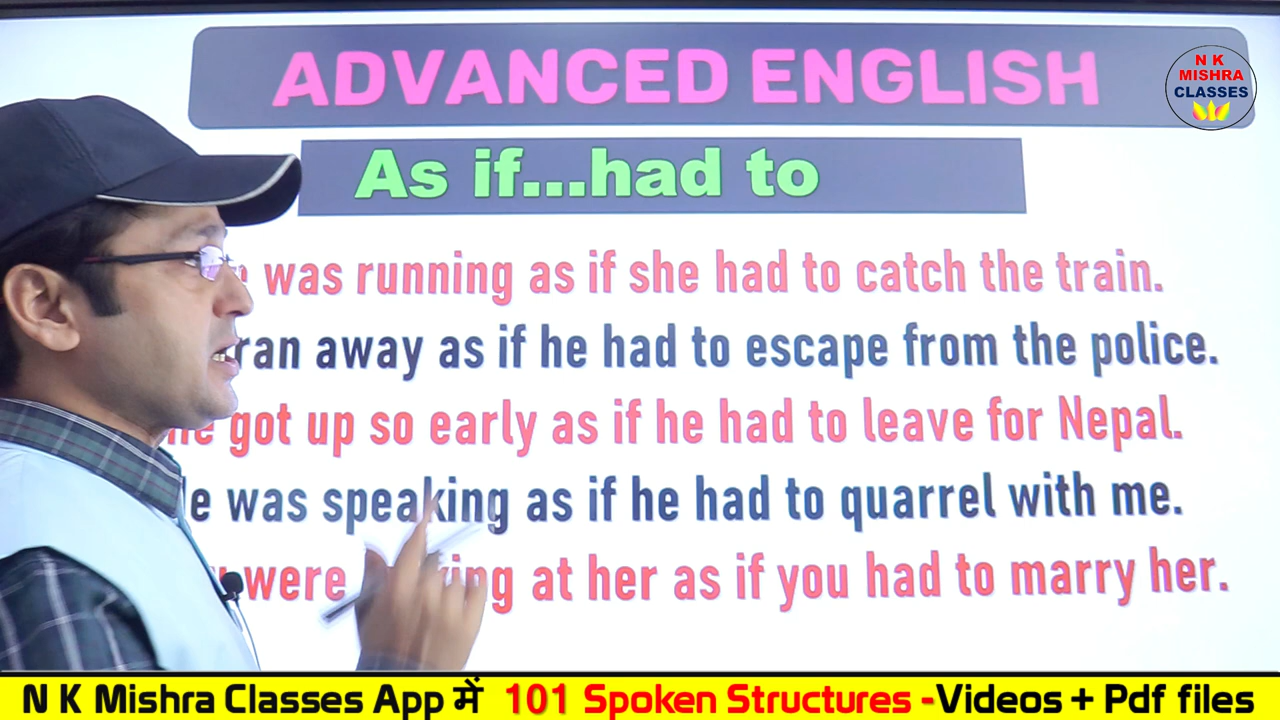 ADVANCED ENGLISH
N K
MISHRA
CLASSES
As if...had to
was running as if she had to catch the train.
ran away as if he had to escape from the police.
He got up so early as if he had to leave for Nepal.
He was speaking as if he had to quarrel with me.
were at her as if you had to marry her.
N K Mishra Classes App में 101 Spoken Structures -Videos + Pdf files